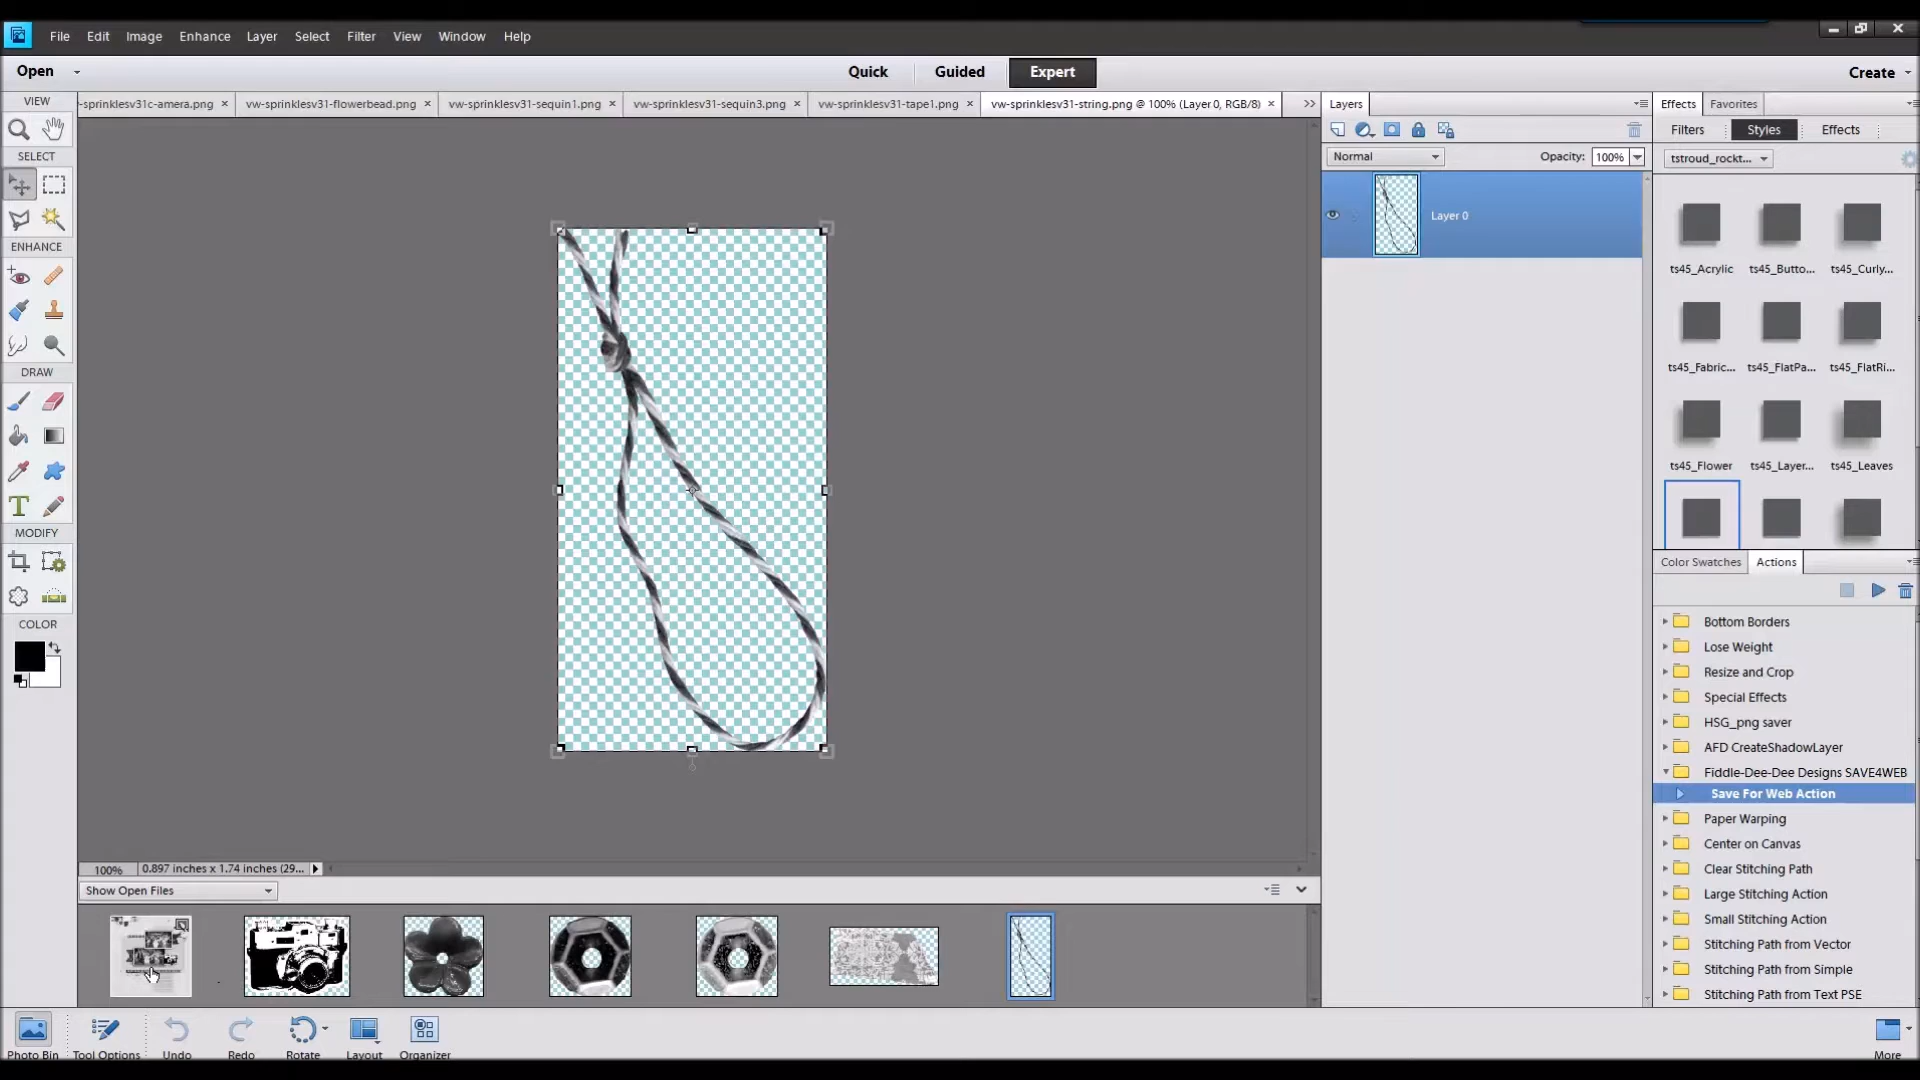 File Edit Image Enhance Layer Select Filter View Window Help
Open Quick Guided Expert Create
VIEW
-sprinklesv31c-amera.png × vw-sprinklesv31-flowerbead.png × vw-sprinklesv31-sequin1.png × vw-sprinklesv31-sequin3.png × vw-sprinklesv31-tape1.png × vw-sprinklesv31-string.png @ 100% (Layer 0, RGB/8) × >>
Layers
Effects Favorites
SELECT
Filters Styles Effects
Normal Opacity: 100%
tstroud_rockt...
Layer 0
ENHANCE
ts45_Acrylic ts45_Butto... ts45_Curly...
ts45_Fabric... ts45_FlatPa... ts45_FlatRi...
DRAW
ts45_Flower ts45_Layer... ts45_Leaves
T
MODIFY
COLOR
Color Swatches Actions
Bottom Borders
Lose Weight
Resize and Crop
Special Effects
HSG_png saver
AFD CreateShadowLayer
Fiddle-Dee-Dee Designs SAVE4WEB
Save For Web Action
Paper Warping
Center on Canvas
Clear Stitching Path
Large Stitching Action
Small Stitching Action
Stitching Path from Vector
Stitching Path from Simple
Stitching Path from Text PSE
100% 0.897 inches x 1.74 inches (29...
Show Open Files
Photo Bin Tool Options Undo Redo Rotate Layout Organizer More